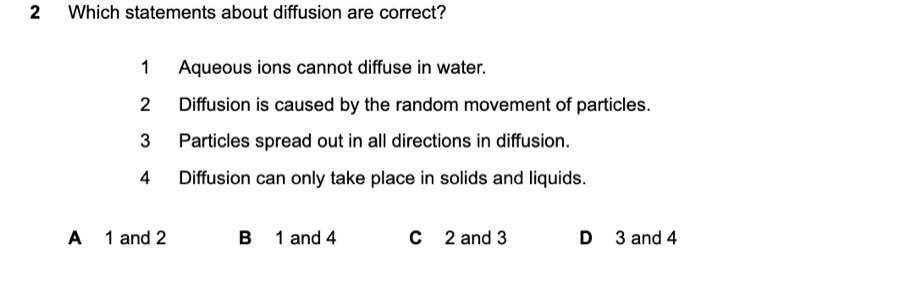 2 Which statements about diffusion are correct?
1 Aqueous ions cannot diffuse in water.
2 Diffusion is caused by the random movement of particles.
3 Particles spread out in all directions in diffusion.
4 Diffusion can only take place in solids and liquids.
A 1 and 2 B 1 and 4 C 2 and 3 D 3 and 4